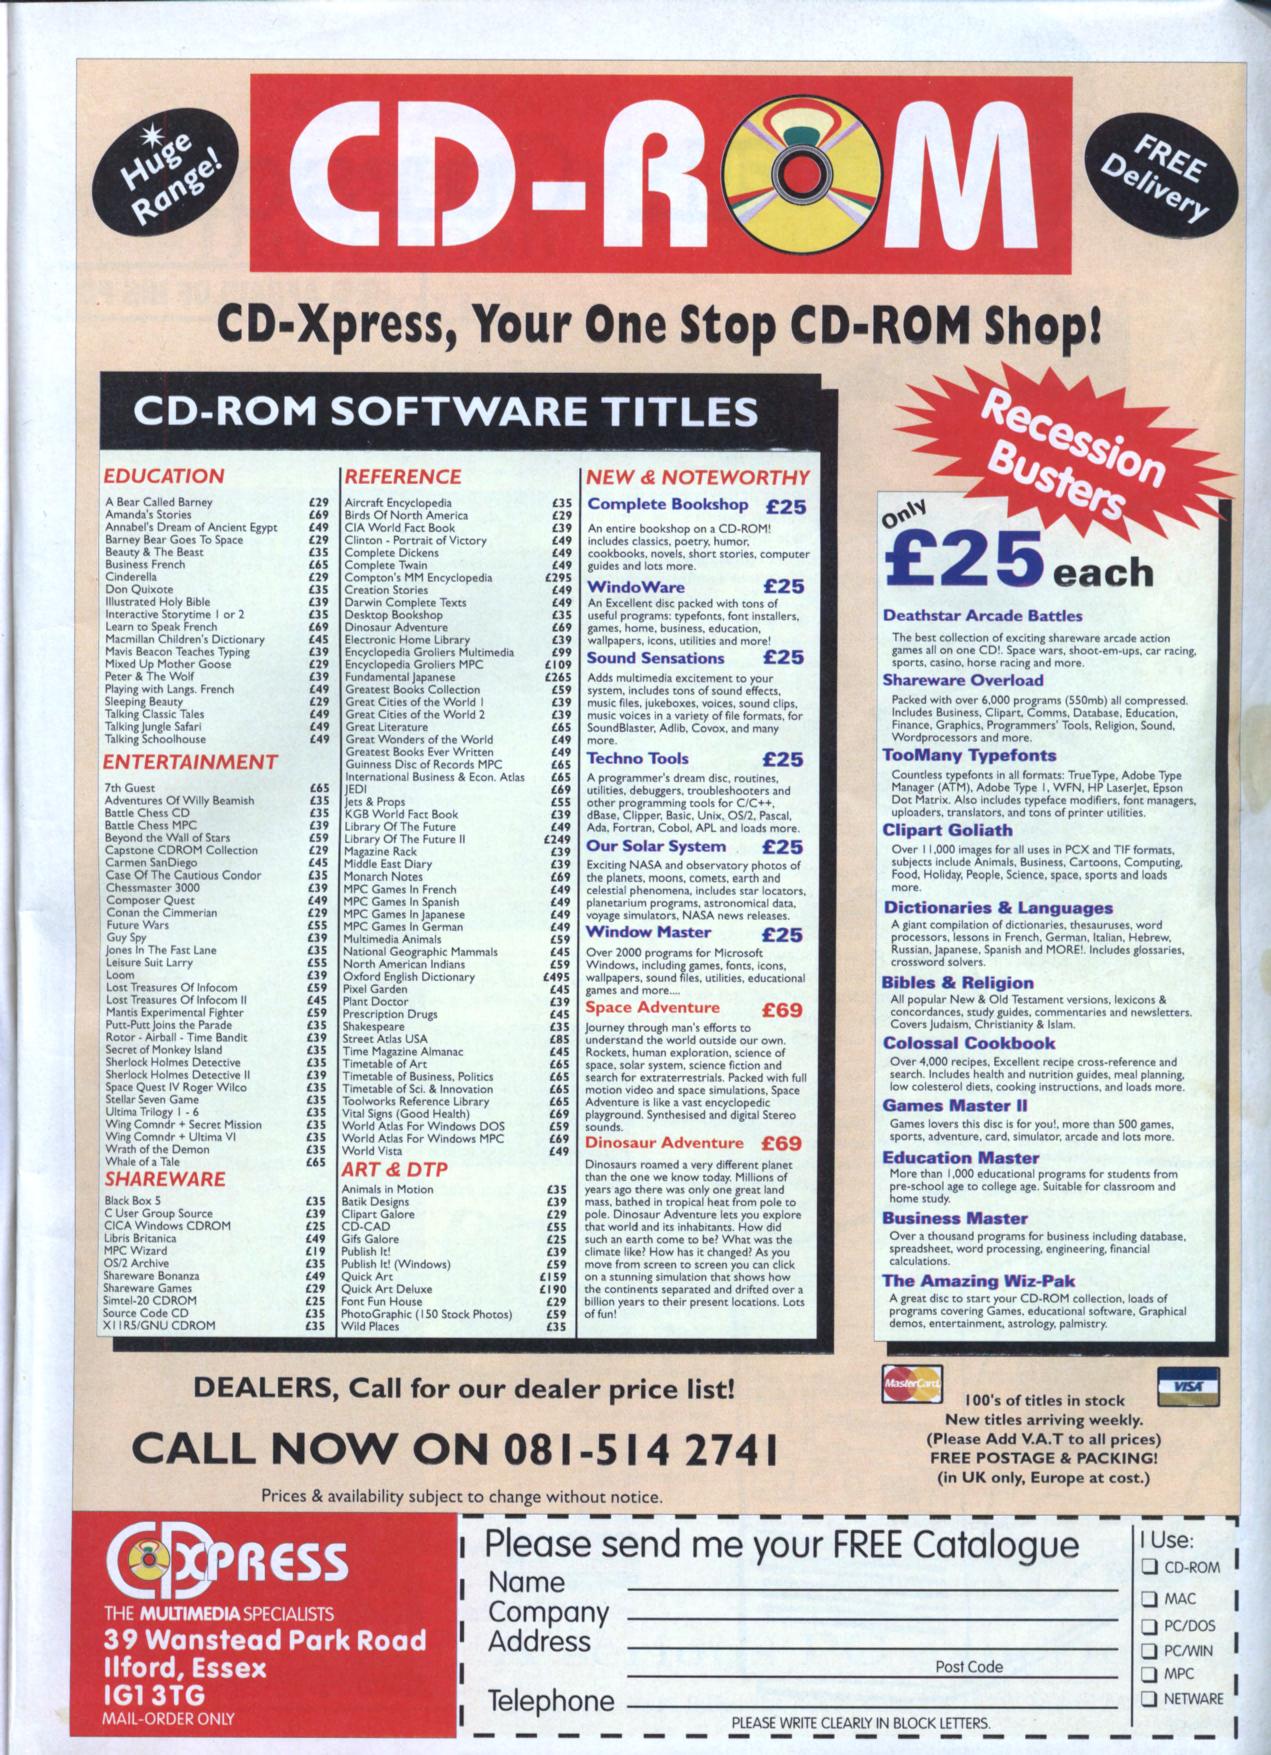 Huge
Range!
CD-ROM
FREE
Delivery
CD-Xpress, Your One Stop CD-ROM Shop!
CD-ROM SOFTWARE TITLES
EDUCATION
A Bear Called Barney £29
Amanda's Stories £69
Annabel's Dream of Ancient Egypt £49
Barney Bear Goes To Space £29
Beauty & The Beast £35
Business French £65
Cinderella £29
Don Quixote £35
Illustrated Holy Bible £39
Interactive Storytime 1 or 2 £35
Learn to Speak French £69
Macmillan Children's Dictionary £45
Mavis Beacon Teaches Typing £39
Mixed Up Mother Goose £29
Peter & The Wolf £39
Playing with Langs. French £49
Sleeping Beauty £29
Talking Classic Tales £49
Talking Jungle Safari £49
Talking Schoolhouse £49
ENTERTAINMENT
7th Guest £65
Adventures Of Willy Beamish £35
Battle Chess CD £35
Battle Chess MPC £39
Beyond the Wall of Stars £59
Capstone CDROM Collection £29
Carmen SanDiego £45
Case Of The Cautious Condor £35
Chessmaster 3000 £39
Composer Quest £49
Conan the Cimmerian £29
Future Wars £55
Guy Spy £39
Jones In The Fast Lane £35
Leisure Suit Larry £55
Loom £39
Lost Treasures Of Infocom £59
Lost Treasures Of Infocom II £45
Mantis Experimental Fighter £59
Putt-Putt Joins the Parade £35
Rotor - Airball - Time Bandit £39
Secret of Monkey Island £35
Sherlock Holmes Detective £35
Sherlock Holmes Detective II £39
Space Quest IV Roger Wilco £35
Stellar Seven Game £35
Ultima Trilogy 1 - 6 £35
Wing Comndr + Secret Mission £35
Wing Comndr + Ultima VI £35
Wrath of the Demon £35
Whale of a Tale £65
SHAREWARE
Black Box 5 £35
C User Group Source £39
CICA Windows CDROM £25
Libris Britanica £49
MPC Wizard £19
OS/2 Archive £35
Shareware Bonanza £49
Shareware Games £29
Simtel-20 CDROM £25
Source Code CD £35
X11R5/GNU CDROM £35
REFERENCE
Aircraft Encyclopedia £35
Birds Of North America £29
CIA World Fact Book £39
Clinton - Portrait of Victory £49
Complete Dickens £49
Complete Twain £49
Compton's MM Encyclopedia £295
Creation Stories £49
Darwin Complete Texts £49
Desktop Bookshop £35
Dinosaur Adventure £69
Electronic Home Library £39
Encyclopedia Groliers Multimedia £99
Encyclopedia Groliers MPC £109
Fundamental Japanese £265
Greatest Books Collection £59
Great Cities of the World 1 £39
Great Cities of the World 2 £39
Great Literature £65
Great Wonders of the World £49
Greatest Books Ever Written £49
Guinness Disc of Records MPC £65
International Business & Econ. Atlas £65
JEDI £69
Jets & Props £55
KGB World Fact Book £39
Library Of The Future £49
Library Of The Future II £249
Magazine Rack £39
Middle East Diary £39
Monarch Notes £69
MPC Games In French £49
MPC Games In Spanish £49
MPC Games In Japanese £49
MPC Games In German £49
Multimedia Animals £59
National Geographic Mammals £45
North American Indians £59
Oxford English Dictionary £495
Pixel Garden £45
Plant Doctor £39
Prescription Drugs £45
Shakespeare £35
Street Atlas USA £85
Time Magazine Almanac £45
Timetable of Art £65
Timetable of Business, Politics £65
Timetable of Sci. & Innovation £65
Toolworks Reference Library £65
Vital Signs (Good Health) £69
World Atlas For Windows DOS £59
World Atlas For Windows MPC £69
World Vista £49
ART & DTP
Animals in Motion £35
Batik Designs £39
Clipart Galore £29
CD-CAD £55
Gifs Galore £25
Publish It! £39
Publish It! (Windows) £59
Quick Art £159
Quick Art Deluxe £190
Font Fun House £29
PhotoGraphic (150 Stock Photos) £59
Wild Places £35
NEW & NOTEWORTHY
Complete Bookshop £25
An entire bookshop on a CD-ROM!
includes classics, poetry, humor,
cookbooks, novels, short stories, computer
guides and lots more.
WindoWare £25
An Excellent disc packed with tons of
useful programs: typefonts, font installers,
games, home, business, education,
wallpapers, icons, utilities and more!
Sound Sensations £25
Adds multimedia excitement to your
system, includes tons of sound effects,
music files, jukeboxes, voices, sound clips,
music voices in a variety of file formats, for
SoundBlaster, Adlib, Covox, and many
more.
Techno Tools £25
A programmer's dream disc, routines,
utilities, debuggers, troubleshooters and
other programming tools for C/C++,
dBase, Clipper, Basic, Unix, OS/2, Pascal,
Ada, Fortran, Cobol, APL and loads more.
Our Solar System £25
Exciting NASA and observatory photos of
the planets, moons, comets, earth and
celestial phenomena, includes star locators,
planetarium programs, astronomical data,
voyage simulators, NASA news releases.
Window Master £25
Over 2000 programs for Microsoft
Windows, including games, fonts, icons,
wallpapers, sound files, utilities, educational
games and more....
Space Adventure £69
Journey through man's efforts to
understand the world outside our own.
Rockets, human exploration, science of
space, solar system, science fiction and
search for extraterrestrials. Packed with full
motion video and space simulations, Space
Adventure is like a vast encyclopedic
playground. Synthesised and digital Stereo
sounds.
Dinosaur Adventure £69
Dinosaurs roamed a very different planet
than the one we know today. Millions of
years ago there was only one great land
mass, bathed in tropical heat from pole to
pole. Dinosaur Adventure lets you explore
that world and its inhabitants. How did
such an earth come to be? What was the
climate like? How has it changed? As you
move from screen to screen you can click
on a stunning simulation that shows how
the continents separated and drifted over a
billion years to their present locations. Lots
of fun!
Recession
Busters
Only
£25 each
Deathstar Arcade Battles
The best collection of exciting shareware arcade action
games all on one CD!. Space wars, shoot-em-ups, car racing,
sports, casino, horse racing and more.
Shareware Overload
Packed with over 6,000 programs (550mb) all compressed.
Includes Business, Clipart, Comms, Database, Education,
Finance, Graphics, Programmers' Tools, Religion, Sound,
Wordprocessors and more.
TooMany Typefonts
Countless typefonts in all formats: TrueType, Adobe Type
Manager (ATM), Adobe Type 1, WFN, HP LaserJet, Epson
Dot Matrix. Also includes typeface modifiers, font managers,
uploaders, translators, and tons of printer utilities.
Clipart Goliath
Over 11,000 images for all uses in PCX and TIF formats,
subjects include Animals, Business, Cartoons, Computing,
Food, Holiday, People, Science, space, sports and loads
more.
Dictionaries & Languages
A giant compilation of dictionaries, thesauruses, word
processors, lessons in French, German, Italian, Hebrew,
Russian, Japanese, Spanish and MORE!. Includes glossaries,
crossword solvers.
Bibles & Religion
All popular New & Old Testament versions, lexicons &
concordances, study guides, commentaries and newsletters.
Covers Judaism, Christianity & Islam.
Colossal Cookbook
Over 4,000 recipes, Excellent recipe cross-reference and
search. Includes health and nutrition guides, meal planning,
low colesterol diets, cooking instructions, and loads more.
Games Master II
Games lovers this disc is for you!, more than 500 games,
sports, adventure, card, simulator, arcade and lots more.
Education Master
More than 1,000 educational programs for students from
pre-school age to college age. Suitable for classroom and
home study.
Business Master
Over a thousand programs for business including database,
spreadsheet, word processing, engineering, financial
calculations.
The Amazing Wiz-Pak
A great disc to start your CD-ROM collection, loads of
programs covering Games, educational software, Graphical
demos, entertainment, astrology, palmistry.
DEALERS, Call for our dealer price list!
CALL NOW ON 081-514 2741
Prices & availability subject to change without notice.
MasterCard
VISA
100's of titles in stock
New titles arriving weekly.
(Please Add V.A.T to all prices)
FREE POSTAGE & PACKING!
(in UK only, Europe at cost.)
CD XPRESS
THE MULTIMEDIA SPECIALISTS
39 Wanstead Park Road
Ilford, Essex
IG1 3TG
MAIL-ORDER ONLY
Please send me your FREE Catalogue
Name
Company
Address
Post Code
Telephone
PLEASE WRITE CLEARLY IN BLOCK LETTERS.
I Use:
CD-ROM
MAC
PC/DOS
PC/WIN
MPC
NETWARE